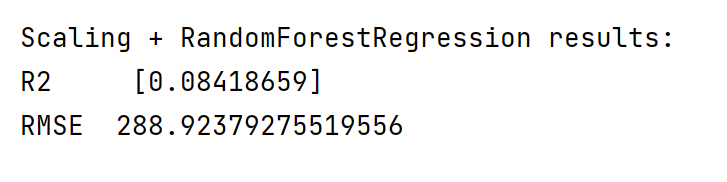 Scaling + RandomForestRegression results:
R2     [0.08418659]
RMSE  288.92379275519556